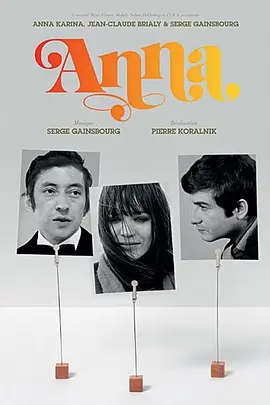 ANNA KARINA, JEAN-CLAUDE BRIALY & SERGE GAINSBOURG
Anna
Musique
SERGE GAINSBOURG
Réalisation
PIERRE KORALNIK